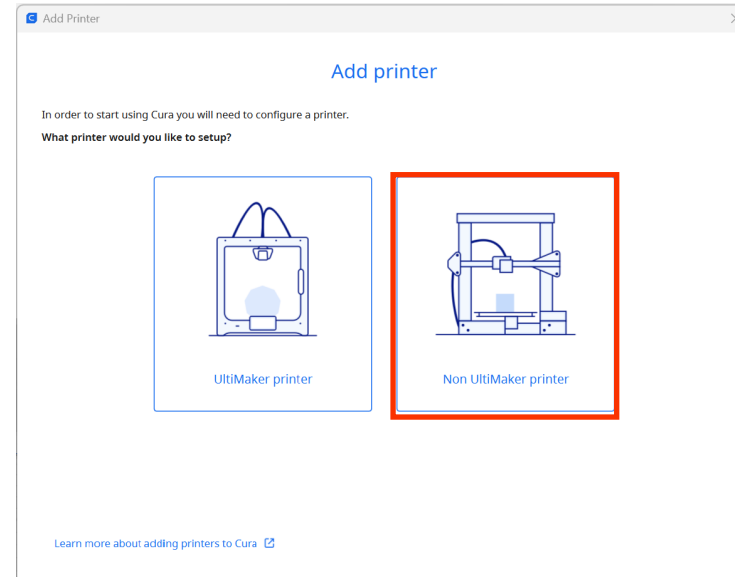 Add Printer
Add printer
In order to start using Cura you will need to configure a printer.
What printer would you like to setup?
UltiMaker printer
Non UltiMaker printer
Learn more about adding printers to Cura